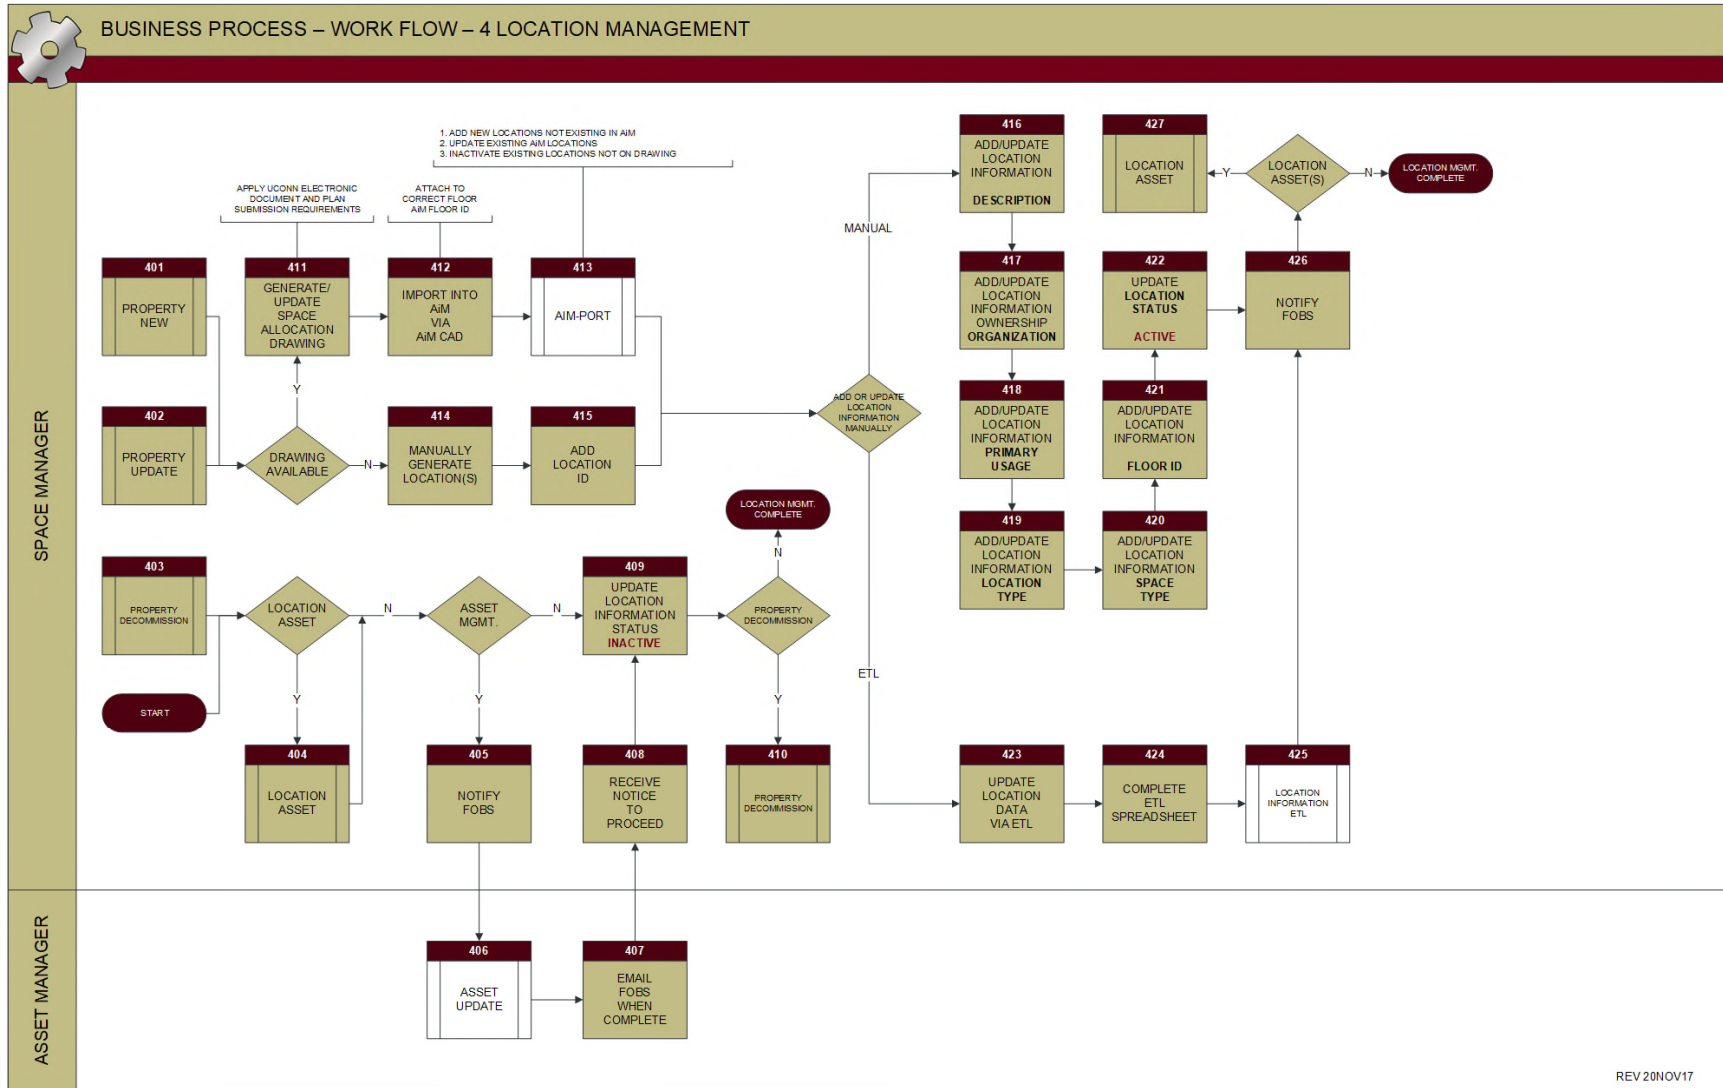 BUSINESS PROCESS – WORK FLOW – 4 LOCATION MANAGEMENT
SPACE MANAGER
1. ADD NEW LOCATIONS NOT EXISTING IN AiM
2. UPDATE EXISTING AiM LOCATIONS
3. INACTIVATE EXISTING LOCATIONS NOT ON DRAWING
APPLY UCONN ELECTRONIC
DOCUMENT AND PLAN
SUBMISSION REQUIREMENTS
ATTACH TO
CORRECT FLOOR
AiM FLOOR ID
401
PROPERTY
NEW
411
GENERATE/
UPDATE
SPACE
ALLOCATION
DRAWING
412
IMPORT INTO
AiM
VIA
AiM CAD
413
AIM-PORT
Y
402
PROPERTY
UPDATE
DRAWING
AVAILABLE
N
414
MANUALLY
GENERATE
LOCATION(S)
415
ADD
LOCATION
ID
MANUAL
ADD OR UPDATE
LOCATION
INFORMATION
MANUALLY
ETL
416
ADD/UPDATE
LOCATION
INFORMATION
DESCRIPTION
417
ADD/UPDATE
LOCATION
INFORMATION
OWNERSHIP
ORGANIZATION
418
ADD/UPDATE
LOCATION
INFORMATION
PRIMARY
USAGE
419
ADD/UPDATE
LOCATION
INFORMATION
LOCATION
TYPE
420
ADD/UPDATE
LOCATION
INFORMATION
SPACE
TYPE
421
ADD/UPDATE
LOCATION
INFORMATION
FLOOR ID
422
UPDATE
LOCATION
STATUS
ACTIVE
426
NOTIFY
FOBS
427
LOCATION
ASSET
Y
LOCATION
ASSET(S)
N
LOCATION MGMT.
COMPLETE
403
PROPERTY
DECOMMISSION
START
LOCATION
ASSET
N
Y
404
LOCATION
ASSET
ASSET
MGMT.
N
Y
405
NOTIFY
FOBS
409
UPDATE
LOCATION
INFORMATION
STATUS
INACTIVE
408
RECEIVE
NOTICE
TO
PROCEED
LOCATION MGMT.
COMPLETE
N
PROPERTY
DECOMMISSION
Y
410
PROPERTY
DECOMMISSION
423
UPDATE
LOCATION
DATA
VIA ETL
424
COMPLETE
ETL
SPREADSHEET
425
LOCATION
INFORMATION
ETL
ASSET MANAGER
406
ASSET
UPDATE
407
EMAIL
FOBS
WHEN
COMPLETE
REV 20NOV17